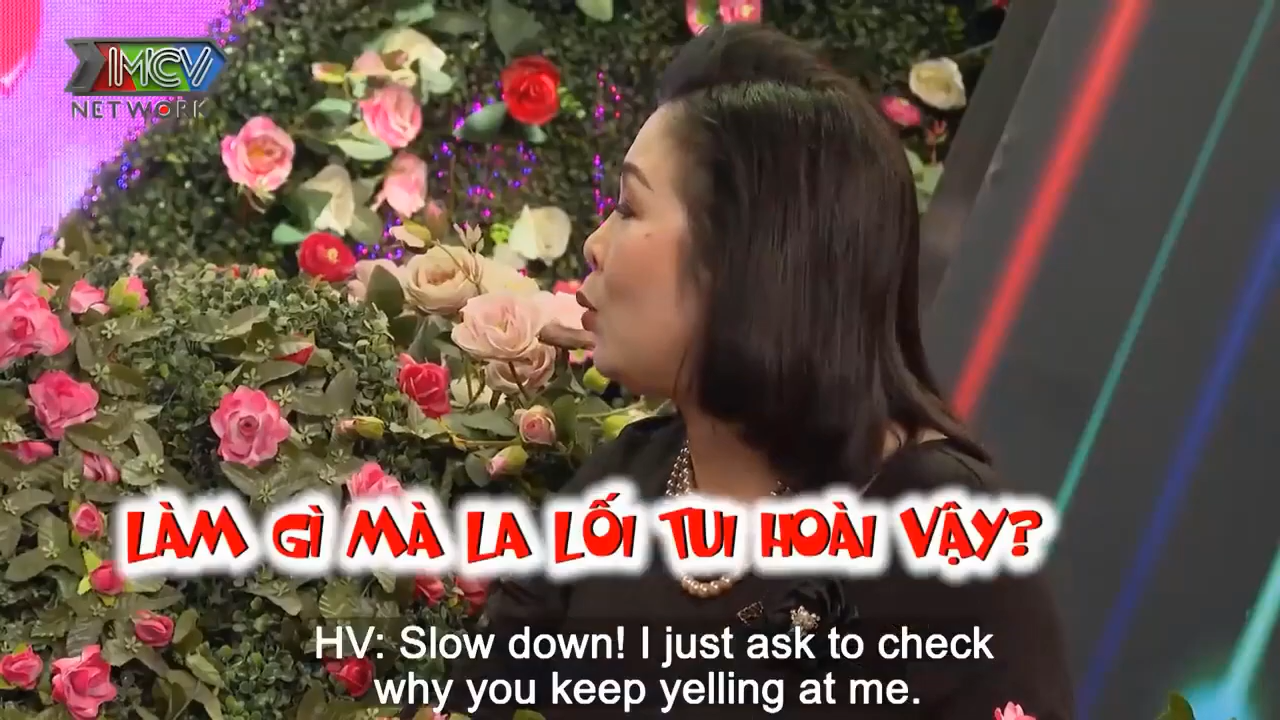 MCV
NETWORK
LÀM GÌ MÀ LA LỐI TUI HOÀI VẬY?
HV: Slow down! I just ask to check
why you keep yelling at me.